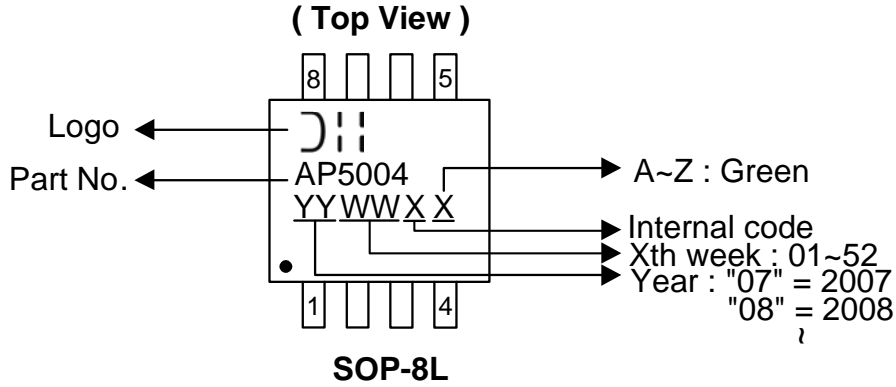 ( Top View )
8 5
Logo
AP5004
Part No.
A~Z : Green
YY WW X X
Internal code
Xth week : 01~52
Year : "07" = 2007
"08" = 2008
~
1 4
SOP-8L